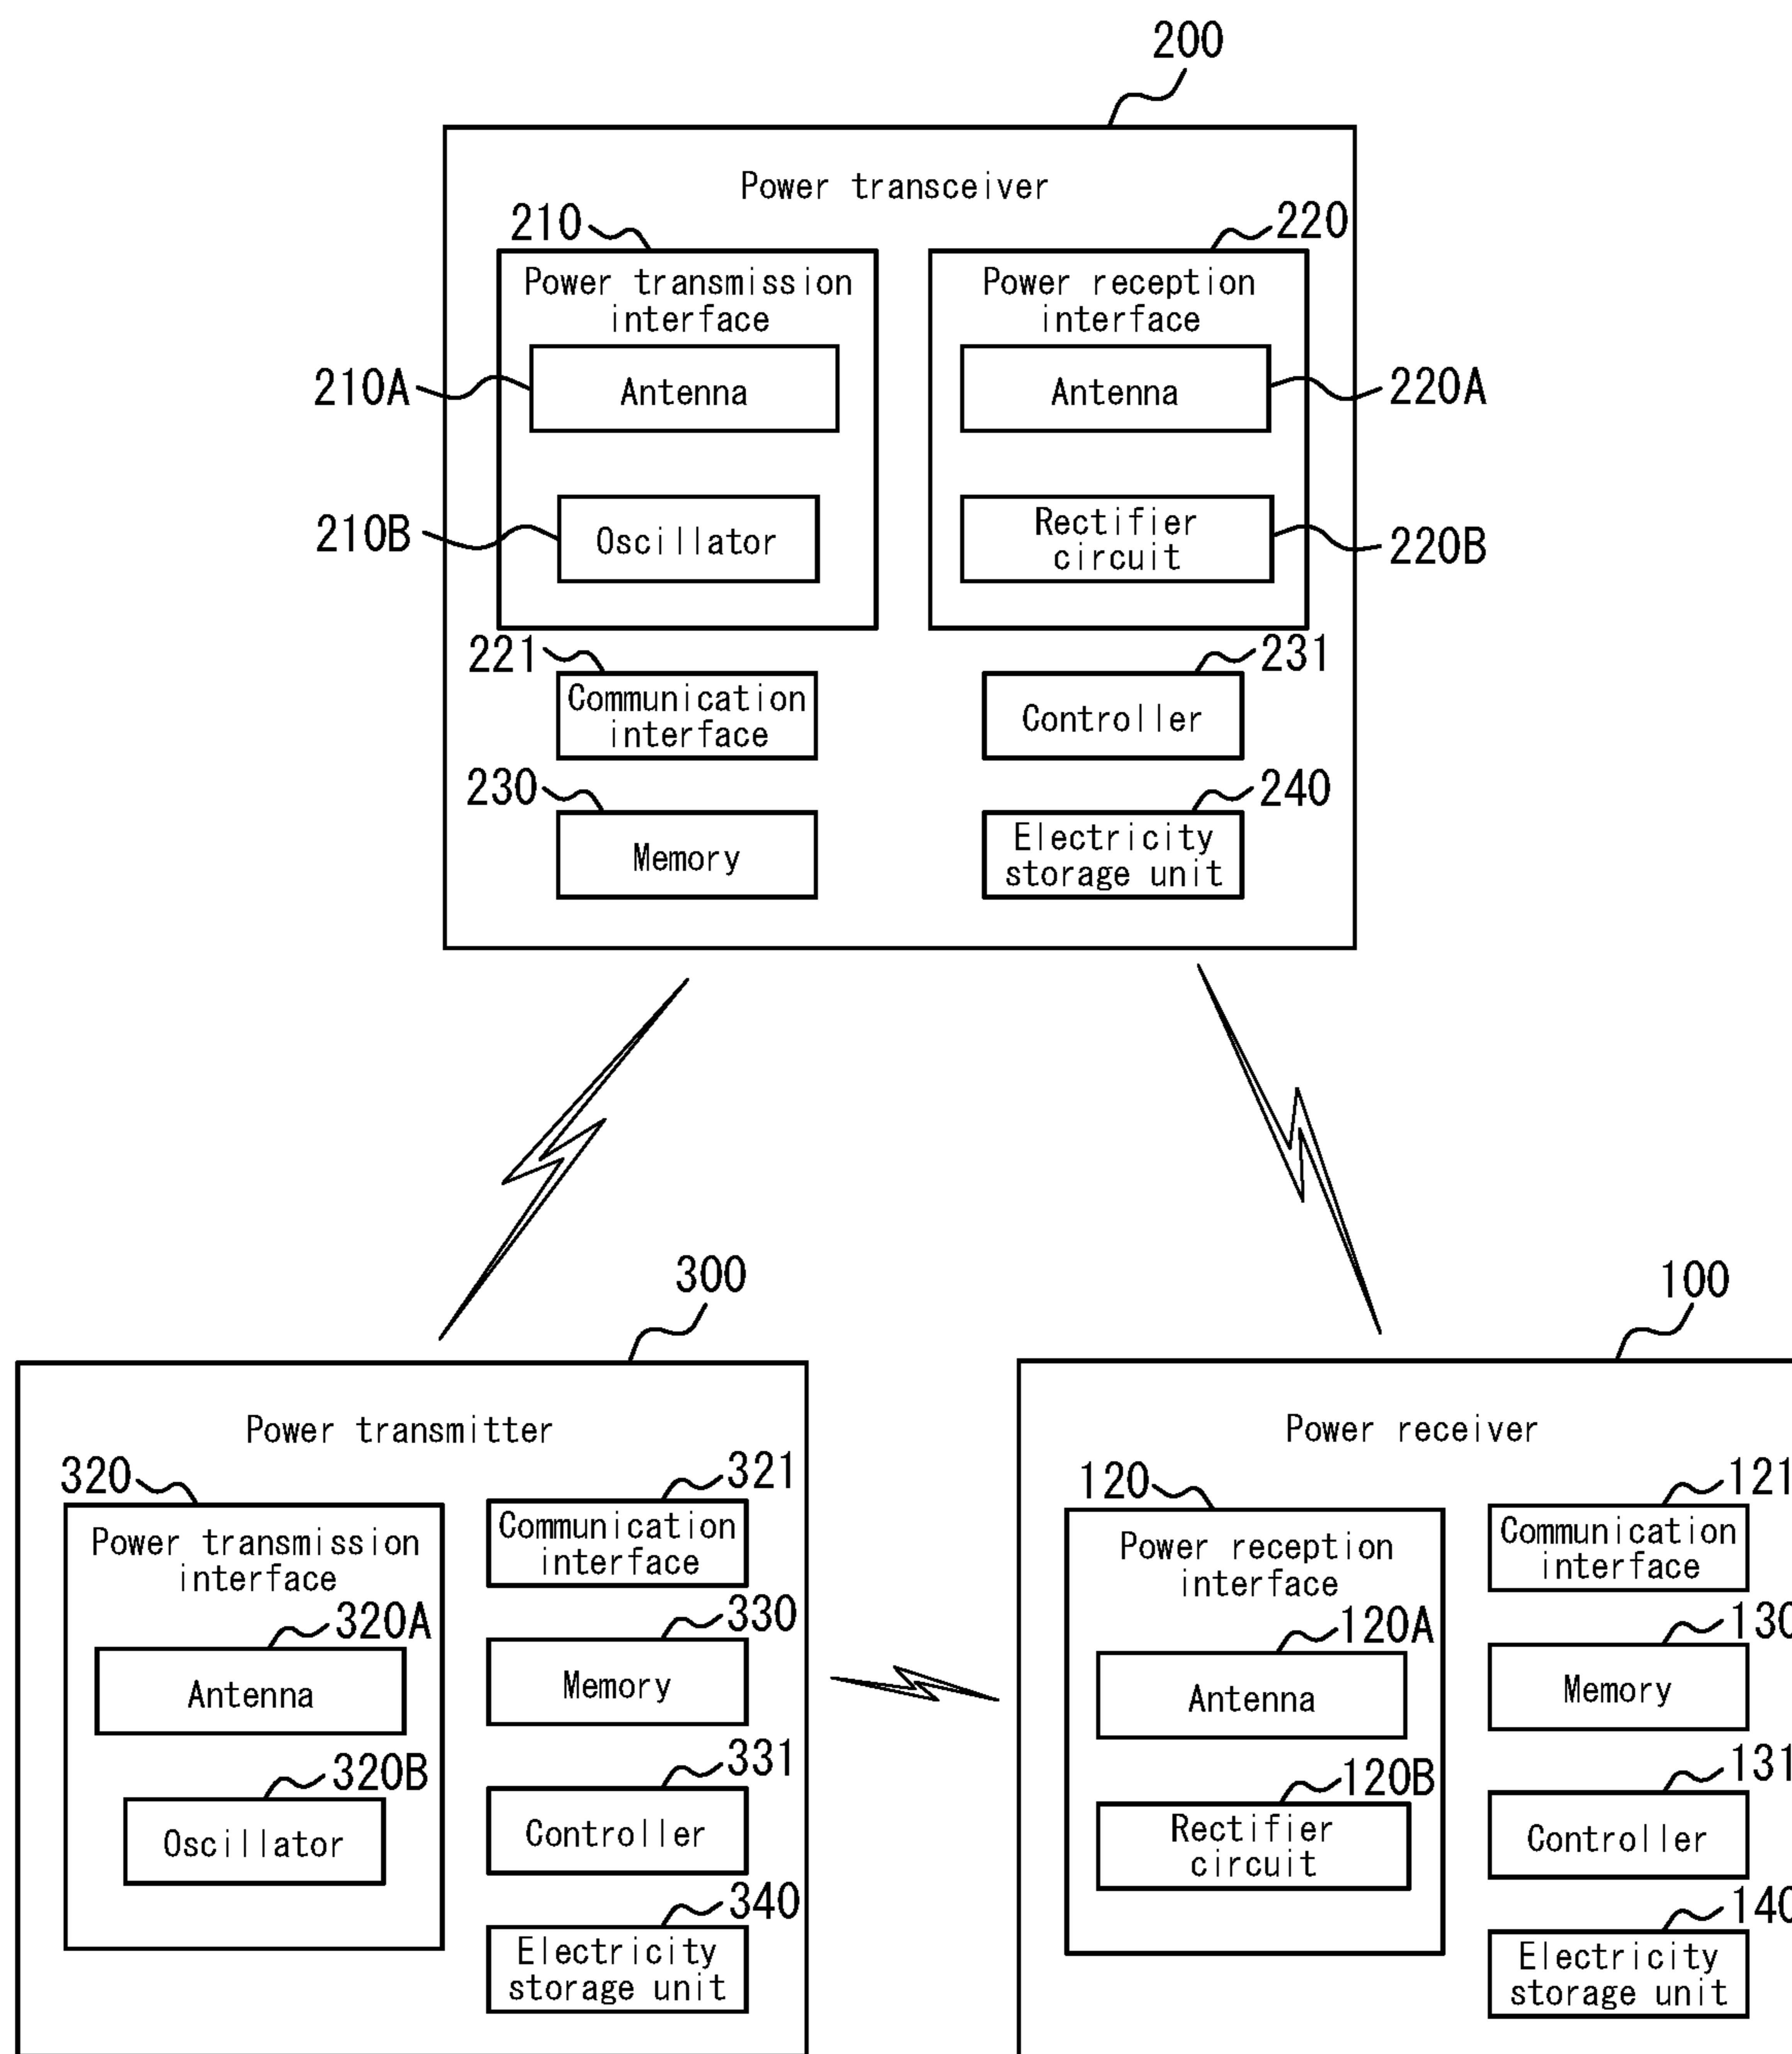 200
Power transceiver
210
220
Power transmission
interface
Power reception
interface
210A
Antenna
Antenna
220A
210B
Oscillator
Rectifier
circuit
220B
221
231
Communication
interface
Controller
230
240
Memory
Electricity
storage unit
300
100
Power transmitter
320
321
Power transmission
interface
Communication
interface
320A
330
Antenna
Memory
320B
331
Oscillator
Controller
340
Electricity
storage unit
Power receiver
120
121
Power reception
interface
Communication
interface
120A
130
Antenna
Memory
120B
131
Rectifier
circuit
Controller
140
Electricity
storage unit